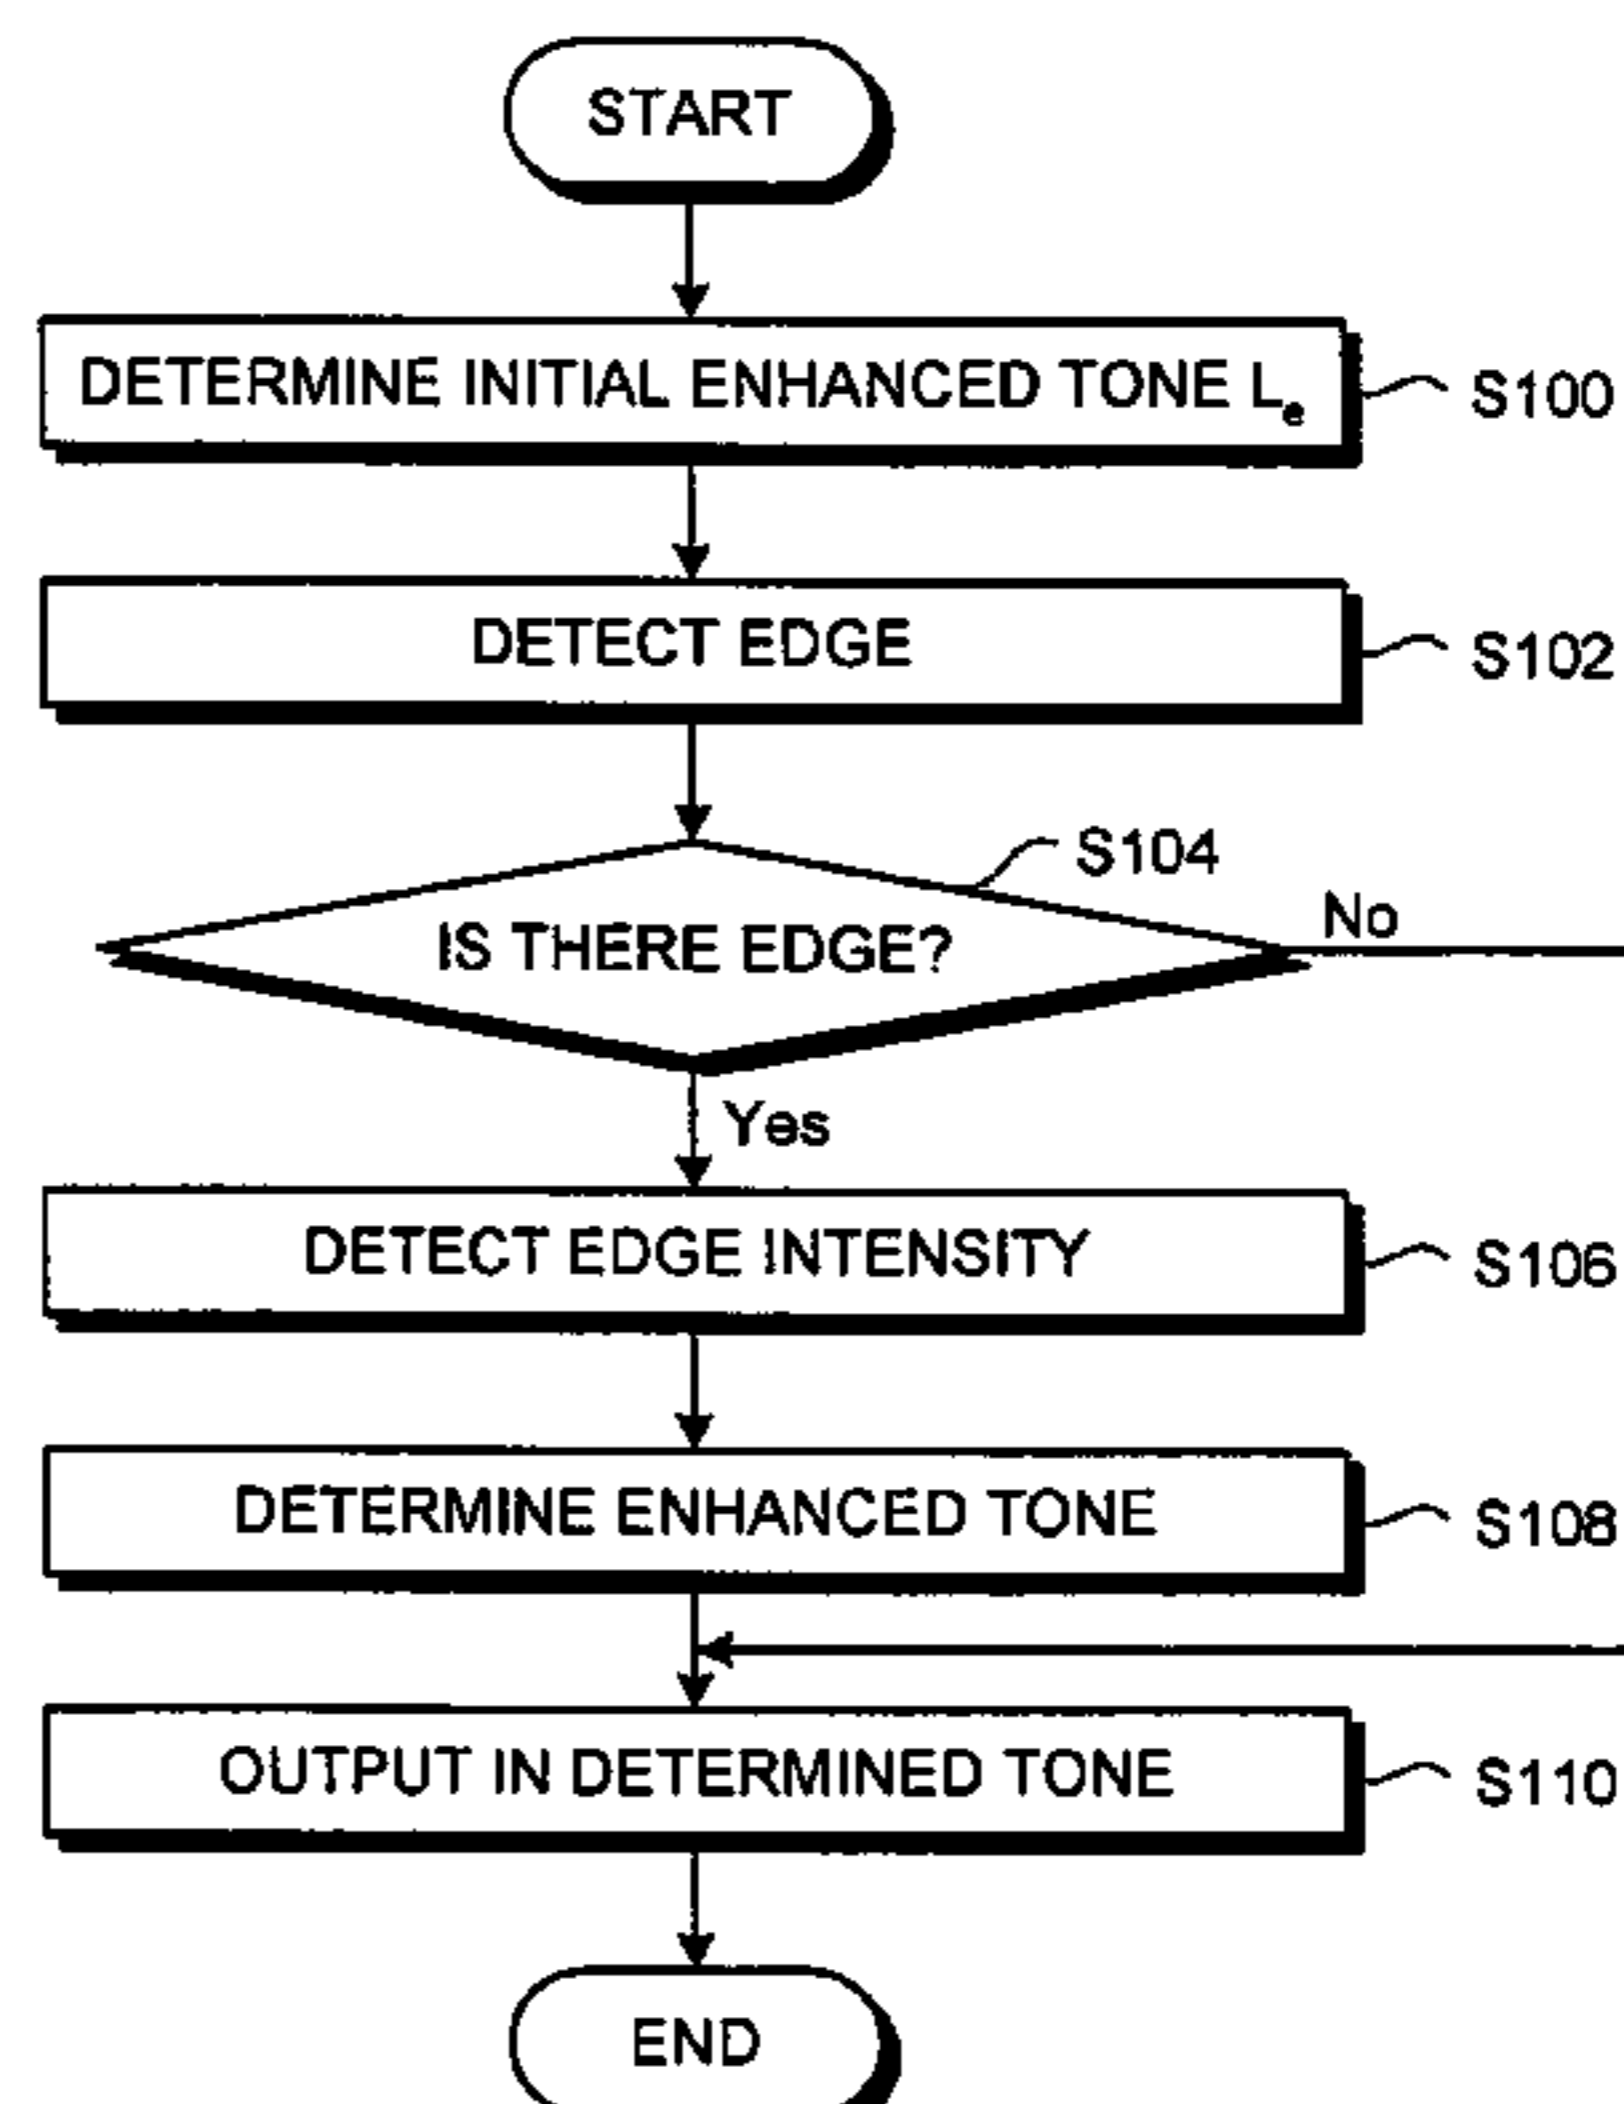 START
DETERMINE INITIAL ENHANCED TONE Le
S100
DETECT EDGE
S102
S104
IS THERE EDGE?
No
Yes
DETECT EDGE INTENSITY
S106
DETERMINE ENHANCED TONE
S108
OUTPUT IN DETERMINED TONE
S110
END